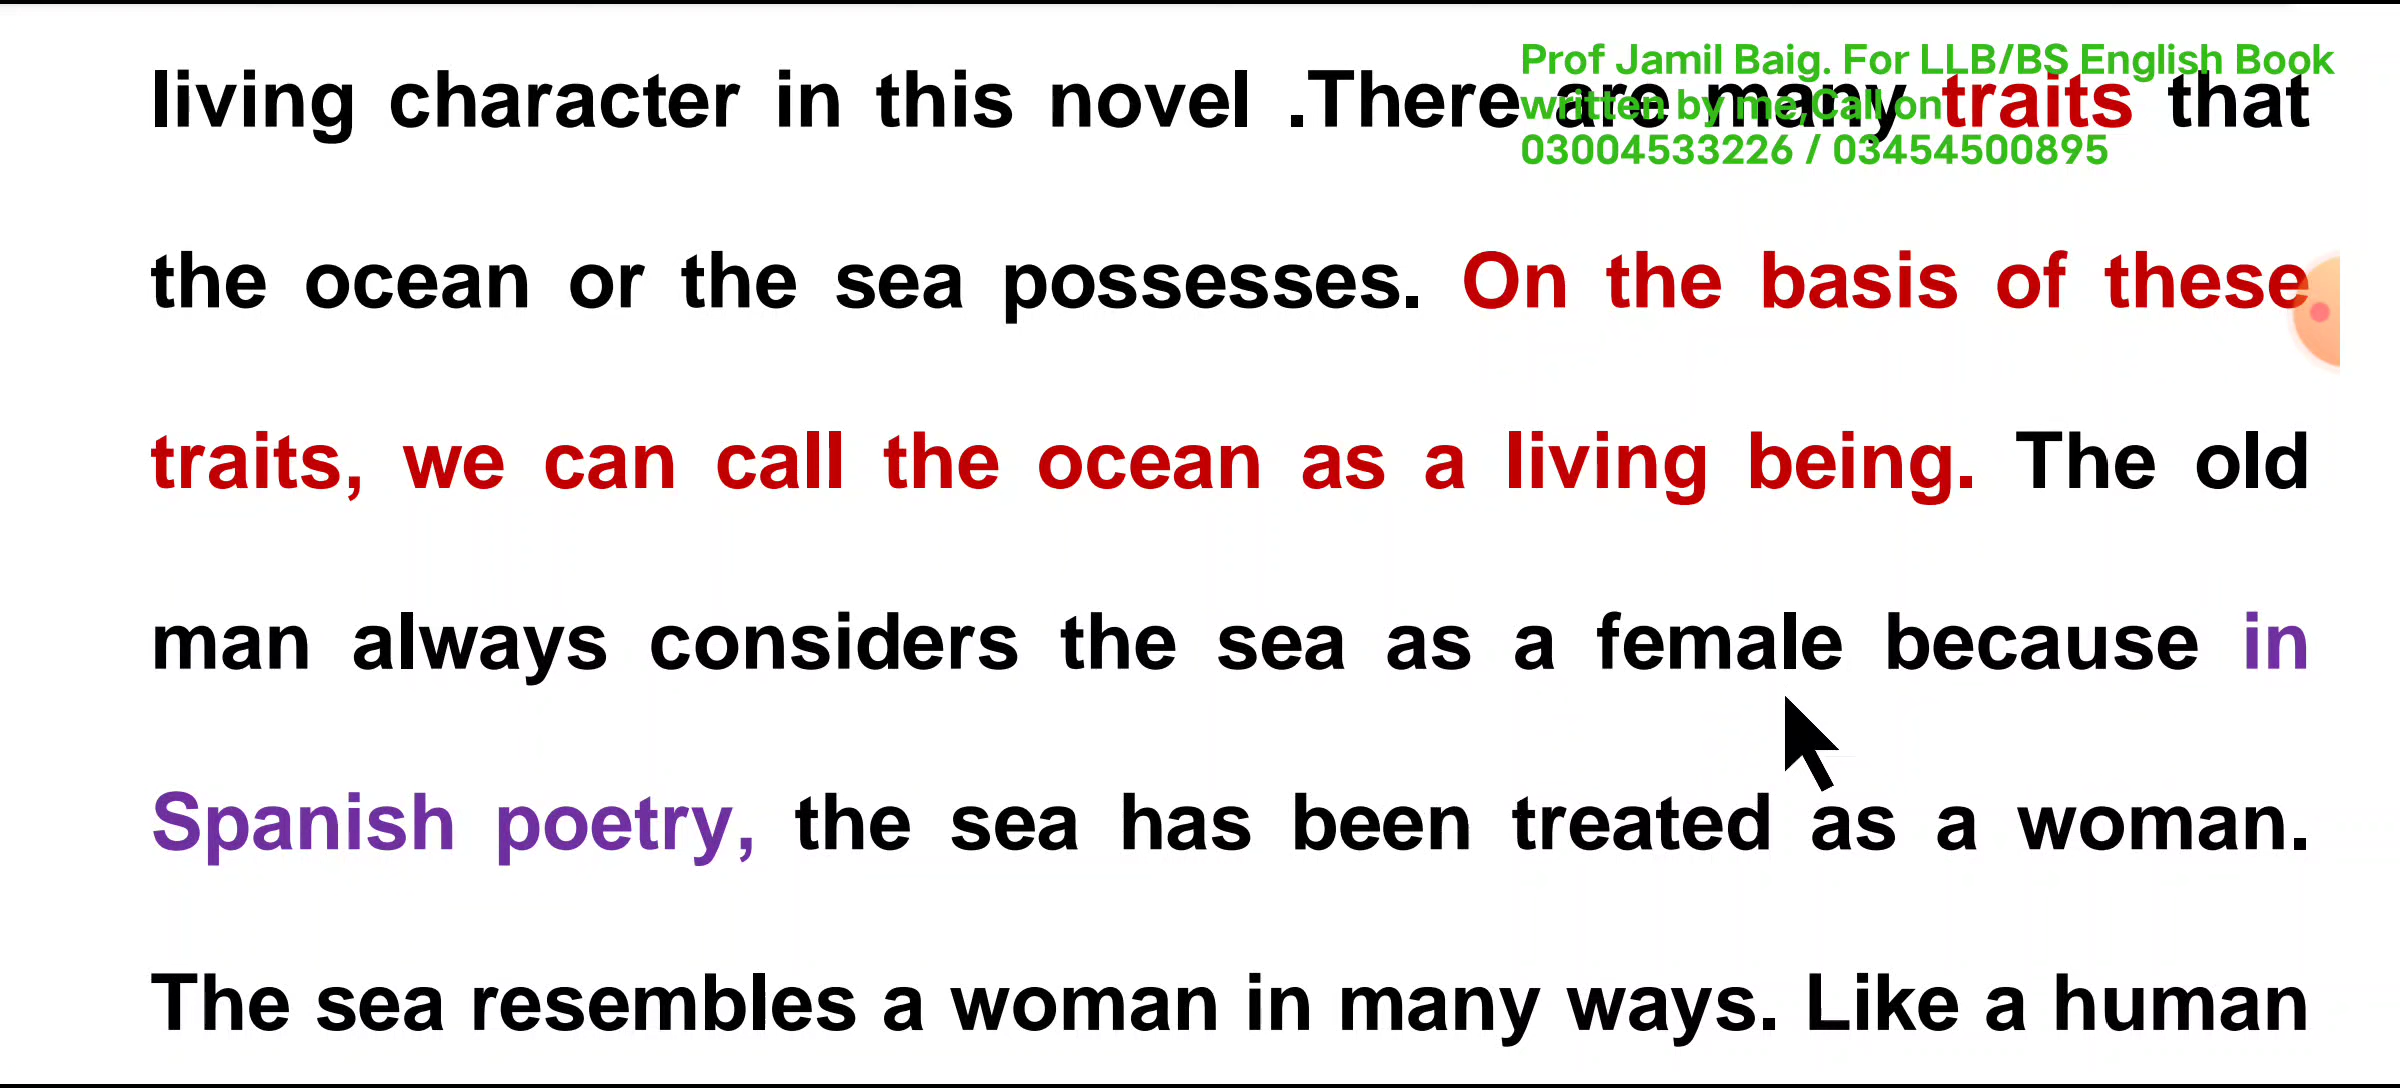 Prof Jamil Baig. For LLB/BS English Book
written by me,Call on
03004533226 / 03454500895
living character in this novel .There are many traits that
the ocean or the sea possesses. On the basis of these
traits, we can call the ocean as a living being. The old
man always considers the sea as a female because in
Spanish poetry, the sea has been treated as a woman.
The sea resembles a woman in many ways. Like a human